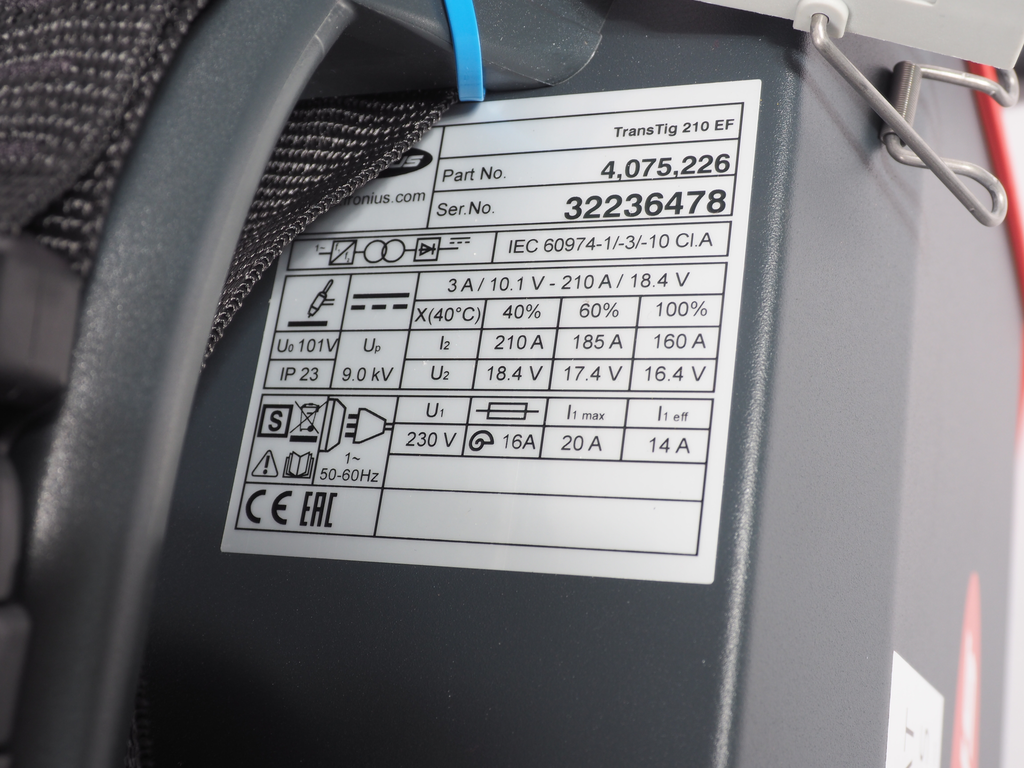 TransTig 210 EF
Part No. 4,075,226
Ser.No. 32236478
1~ IEC 60974-1/-3/-10 Cl.A
3 A / 10.1 V - 210 A / 18.4 V
X(40°C) 40% 60% 100%
U0 101V Up I2 210 A 185 A 160 A
IP 23 9.0 kV U2 18.4 V 17.4 V 16.4 V
S U1 I1 max I1 eff
230 V 16A 20 A 14 A
1~
50-60Hz
CE EAC